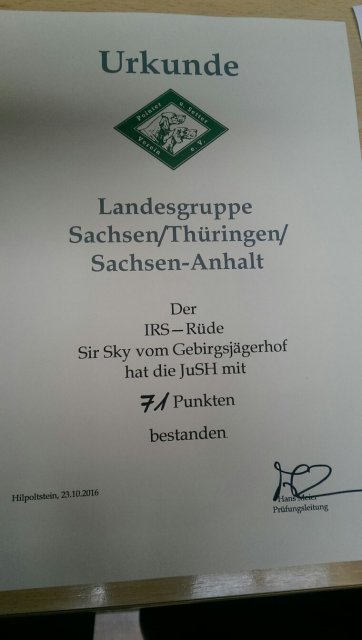 Urkunde
Pointer u. Setter
Verein e.V.
Landesgruppe
Sachsen/Thüringen/
Sachsen-Anhalt
Der
IRS—Rüde
Sir Sky vom Gebirgsjägerhof
hat die JuSH mit
71 Punkten
bestanden
Hilpoltstein, 23.10.2016
Hans Meier
Prüfungsleitung